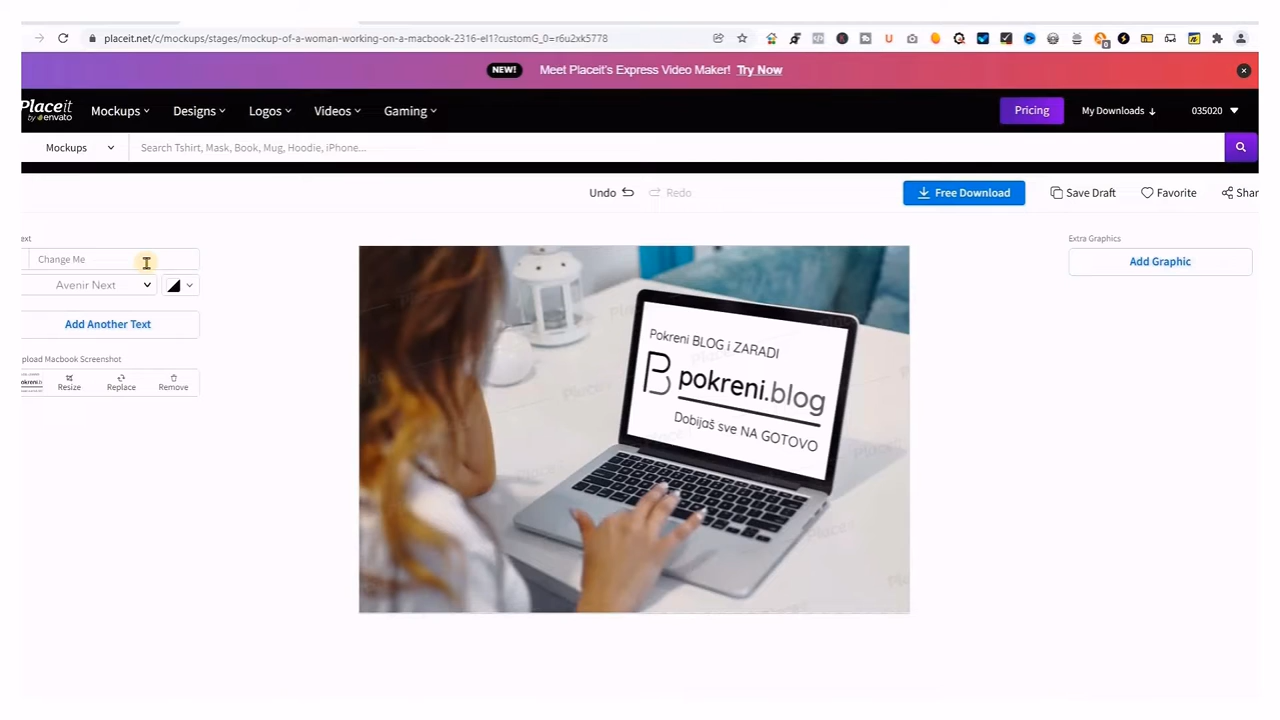 placeit.net/c/mockups/stages/mockup-of-a-woman-working-on-a-macbook-2316-el1?customG_0=r6u2xk5778
NEW! Meet Placeit's Express Video Maker! Try Now
Placeit
by envato
Mockups Designs Logos Videos Gaming Pricing My Downloads 035020
Mockups Search Tshirt, Mask, Book, Mug, Hoodie, iPhone...
Undo Redo Free Download Save Draft Favorite Shar
ext
Change Me
Avenir Next
Add Another Text
pload Macbook Screenshot
Resize Replace Remove
Pokreni BLOG i ZARADI
B pokreni.blog
Dobijaš sve NA GOTOVO
Extra Graphics
Add Graphic